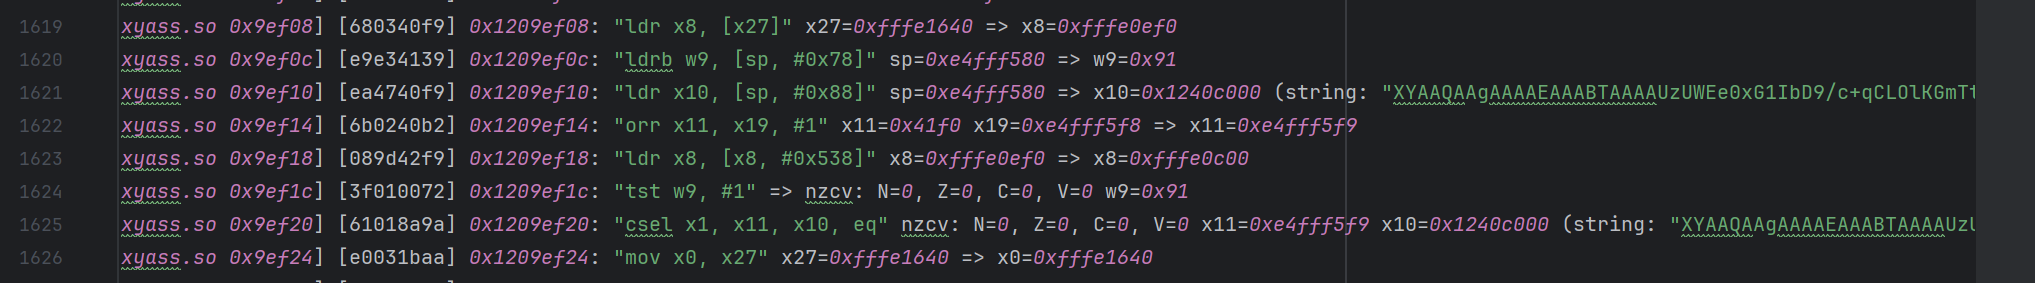 1619 xyass.so 0x9ef08] [680340f9] 0x1209ef08: "ldr x8, [x27]" x27=0xfffe1640 => x8=0xfffe0ef0
1620 xyass.so 0x9ef0c] [e9e34139] 0x1209ef0c: "ldrb w9, [sp, #0x78]" sp=0xe4fff580 => w9=0x91
1621 xyass.so 0x9ef10] [ea4740f9] 0x1209ef10: "ldr x10, [sp, #0x88]" sp=0xe4fff580 => x10=0x1240c000 (string: "XYAAQAAgAAAAEAAABTAAAAUzUWEe0xG1IbD9/c+qCLOlKGmTt
1622 xyass.so 0x9ef14] [6b0240b2] 0x1209ef14: "orr x11, x19, #1" x11=0x41f0 x19=0xe4fff5f8 => x11=0xe4fff5f9
1623 xyass.so 0x9ef18] [089d42f9] 0x1209ef18: "ldr x8, [x8, #0x538]" x8=0xfffe0ef0 => x8=0xfffe0c00
1624 xyass.so 0x9ef1c] [3f010072] 0x1209ef1c: "tst w9, #1" => nzcv: N=0, Z=0, C=0, V=0 w9=0x91
1625 xyass.so 0x9ef20] [61018a9a] 0x1209ef20: "csel x1, x11, x10, eq" nzcv: N=0, Z=0, C=0, V=0 x11=0xe4fff5f9 x10=0x1240c000 (string: "XYAAQAAgAAAAEAAABTAAAAUzU
1626 xyass.so 0x9ef24] [e0031baa] 0x1209ef24: "mov x0, x27" x27=0xfffe1640 => x0=0xfffe1640